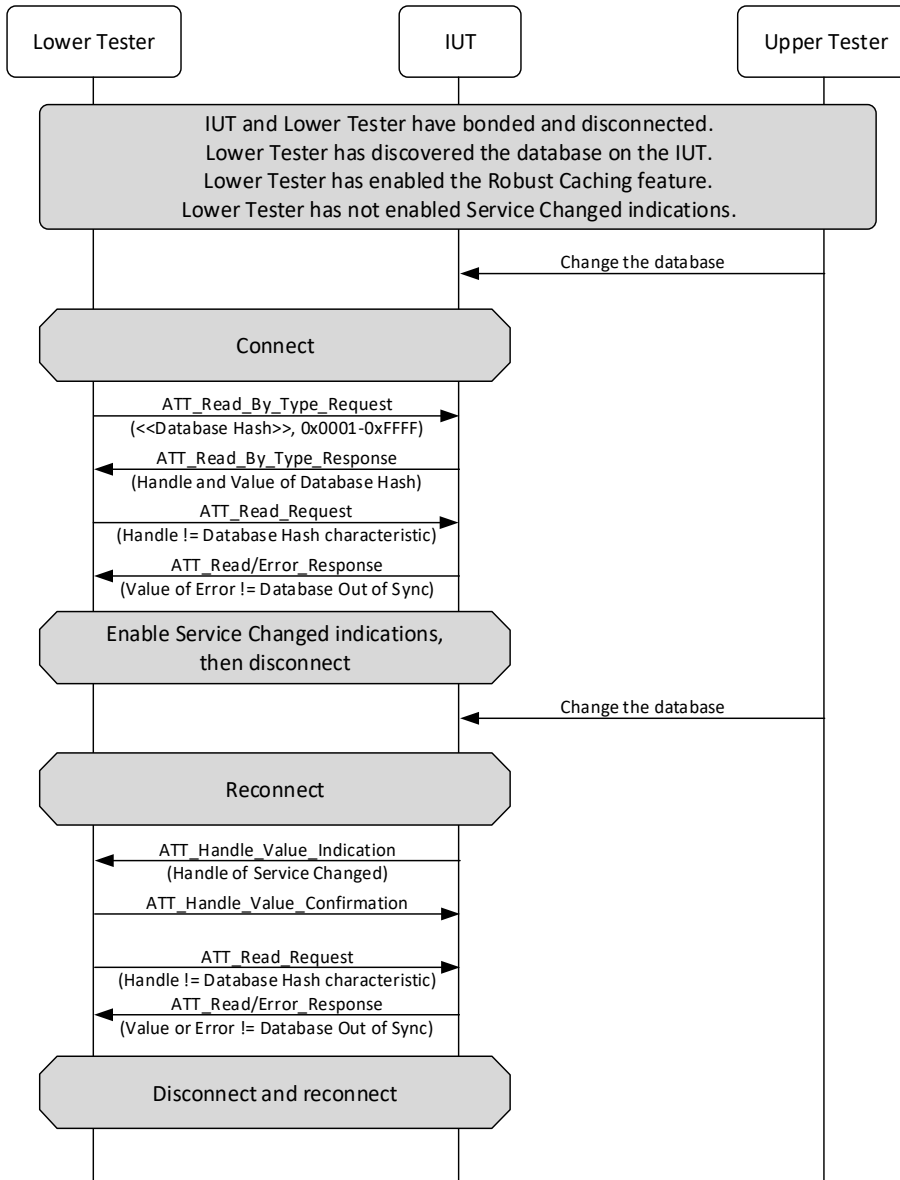 Lower Tester
IUT
Upper Tester
IUT and Lower Tester have bonded and disconnected.
Lower Tester has discovered the database on the IUT.
Lower Tester has enabled the Robust Caching feature.
Lower Tester has not enabled Service Changed indications.
Change the database
Connect
ATT_Read_By_Type_Request
(<<Database Hash>>, 0x0001-0xFFFF)
ATT_Read_By_Type_Response
(Handle and Value of Database Hash)
ATT_Read_Request
(Handle != Database Hash characteristic)
ATT_Read/Error_Response
(Value of Error != Database Out of Sync)
Enable Service Changed indications,
then disconnect
Change the database
Reconnect
ATT_Handle_Value_Indication
(Handle of Service Changed)
ATT_Handle_Value_Confirmation
ATT_Read_Request
(Handle != Database Hash characteristic)
ATT_Read/Error_Response
(Value or Error != Database Out of Sync)
Disconnect and reconnect